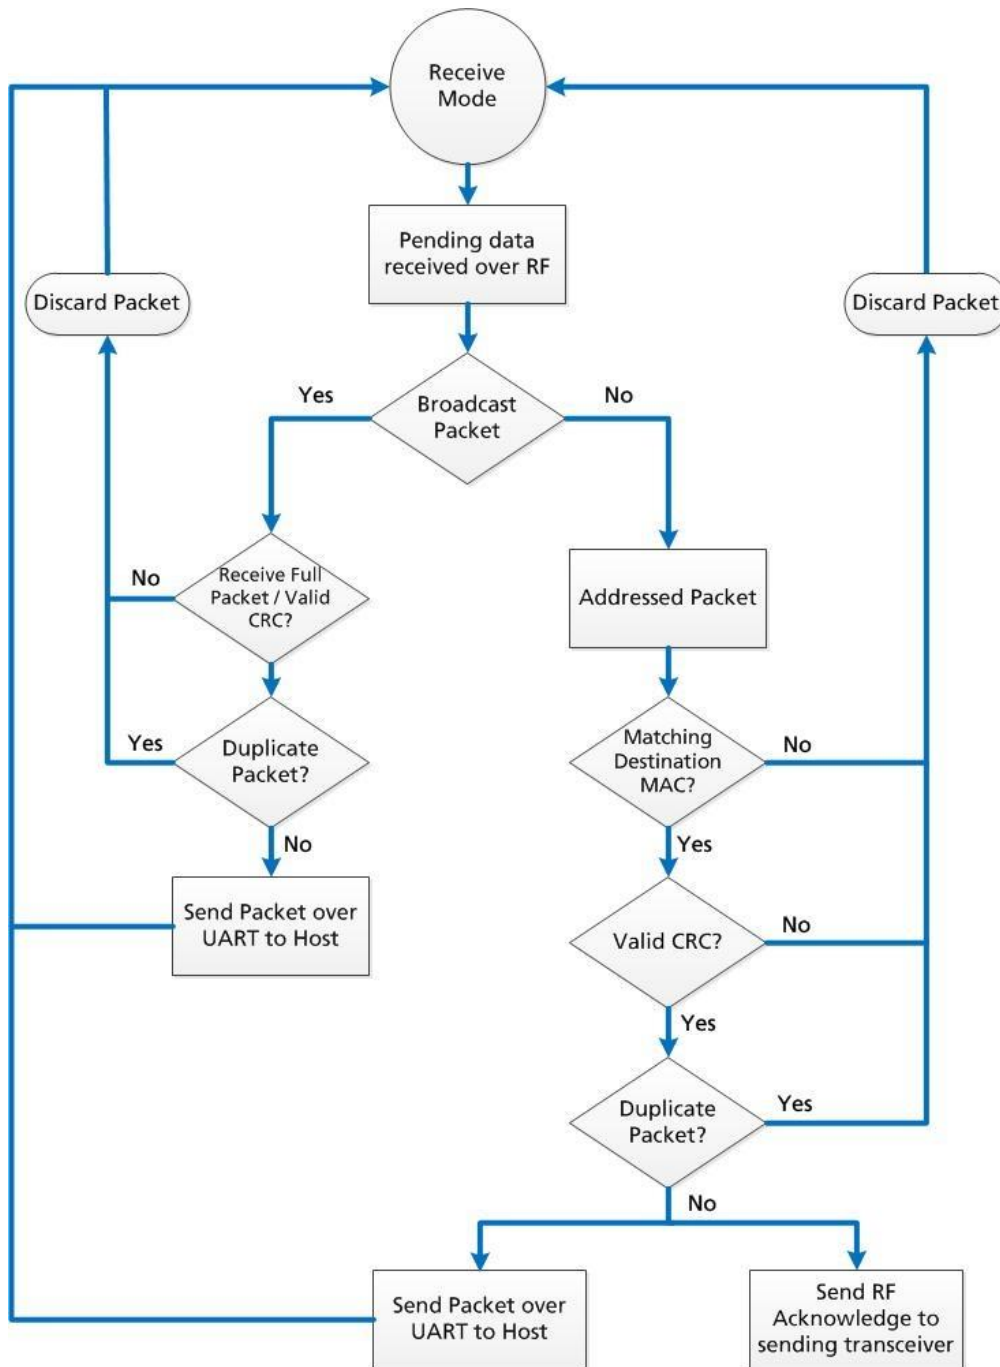 Receive
Mode
Pending data
received over RF
Discard Packet
Discard Packet
Yes
Broadcast
Packet
No
No
Receive Full
Packet / Valid
CRC?
Addressed Packet
Yes
Duplicate
Packet?
Matching
Destination
MAC?
No
No
Yes
Send Packet over
UART to Host
Valid CRC?
No
Yes
Duplicate
Packet?
Yes
No
Send Packet over
UART to Host
Send RF
Acknowledge to
sending transceiver